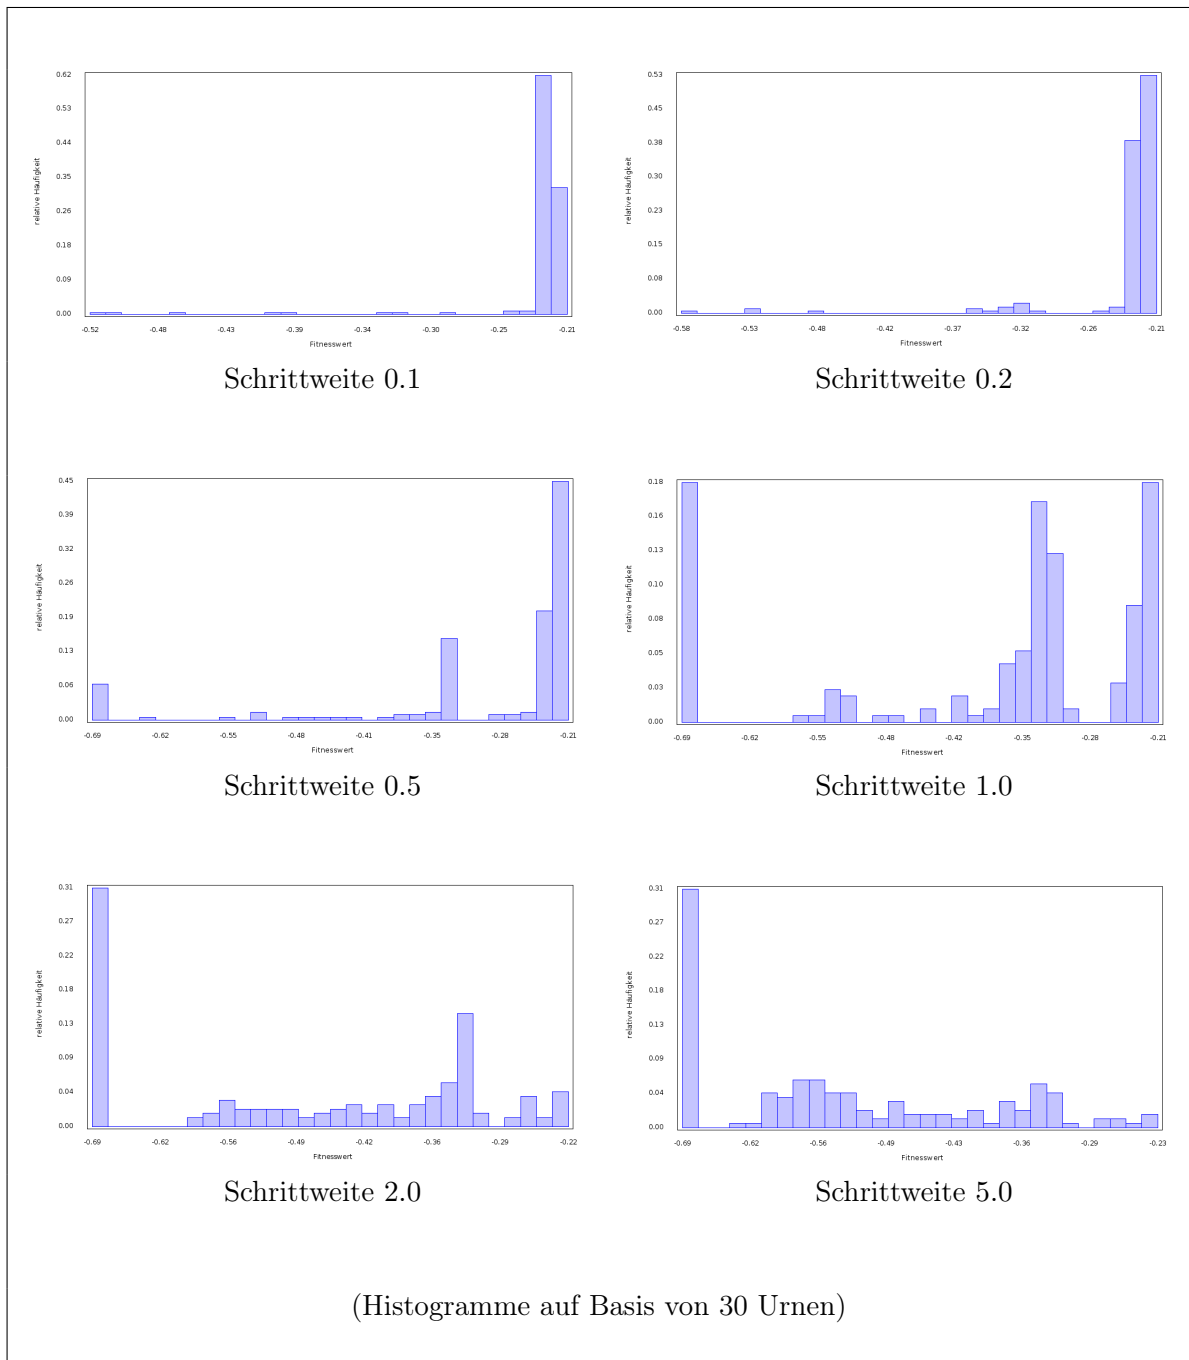 0.62
0.53
0.44
0.35
0.26
0.18
0.09
0.00
relative Häufigkeit
-0.52 -0.48 -0.43 -0.39 -0.34 -0.30 -0.25 -0.21
Fitnesswert
Schrittweite 0.1
0.53
0.45
0.38
0.30
0.23
0.15
0.08
0.00
relative Häufigkeit
-0.58 -0.53 -0.48 -0.42 -0.37 -0.32 -0.26 -0.21
Fitnesswert
Schrittweite 0.2
0.45
0.39
0.32
0.26
0.19
0.13
0.06
0.00
relative Häufigkeit
-0.69 -0.62 -0.55 -0.48 -0.42 -0.35 -0.28 -0.21
Fitnesswert
Schrittweite 0.5
0.18
0.16
0.13
0.10
0.08
0.05
0.03
0.00
relative Häufigkeit
-0.69 -0.62 -0.55 -0.48 -0.42 -0.35 -0.28 -0.21
Fitnesswert
Schrittweite 1.0
0.31
0.27
0.22
0.18
0.13
0.09
0.04
0.00
relative Häufigkeit
-0.69 -0.62 -0.56 -0.49 -0.42 -0.36 -0.29 -0.22
Fitnesswert
Schrittweite 2.0
0.31
0.27
0.22
0.18
0.13
0.09
0.04
0.00
relative Häufigkeit
-0.69 -0.62 -0.56 -0.49 -0.43 -0.36 -0.29 -0.23
Fitnesswert
Schrittweite 5.0
(Histogramme auf Basis von 30 Urnen)